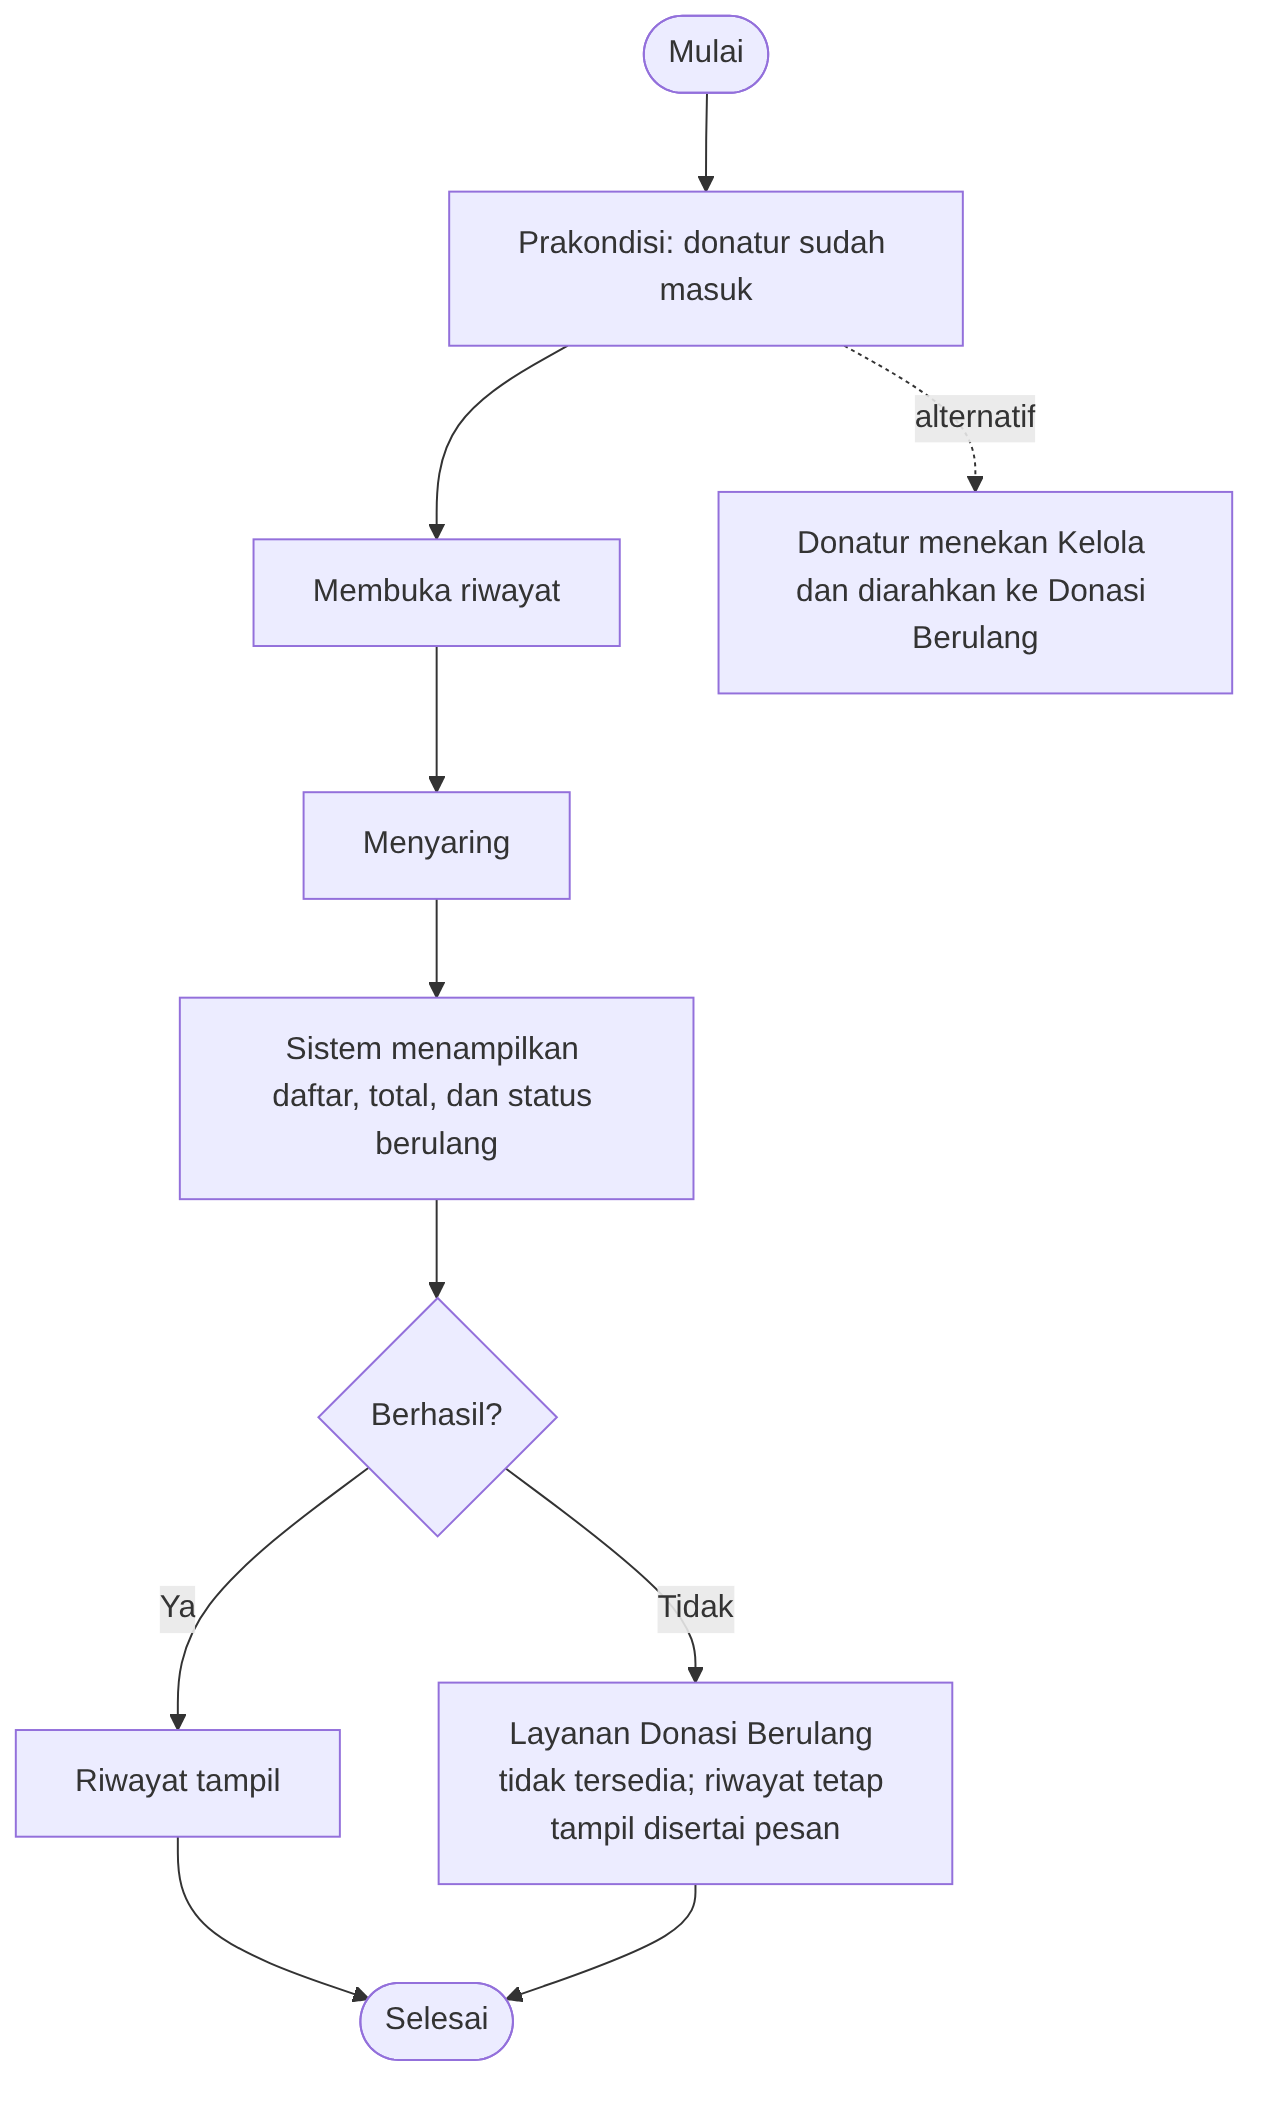 Mulai
Prakondisi: donatur sudah
masuk
alternatif
Donatur menekan Kelola
dan diarahkan ke Donasi
Berulang
Membuka riwayat
Menyaring
Sistem menampilkan
daftar, total, dan status
berulang
Berhasil?
Ya
Tidak
Riwayat tampil
Layanan Donasi Berulang
tidak tersedia; riwayat tetap
tampil disertai pesan
Selesai